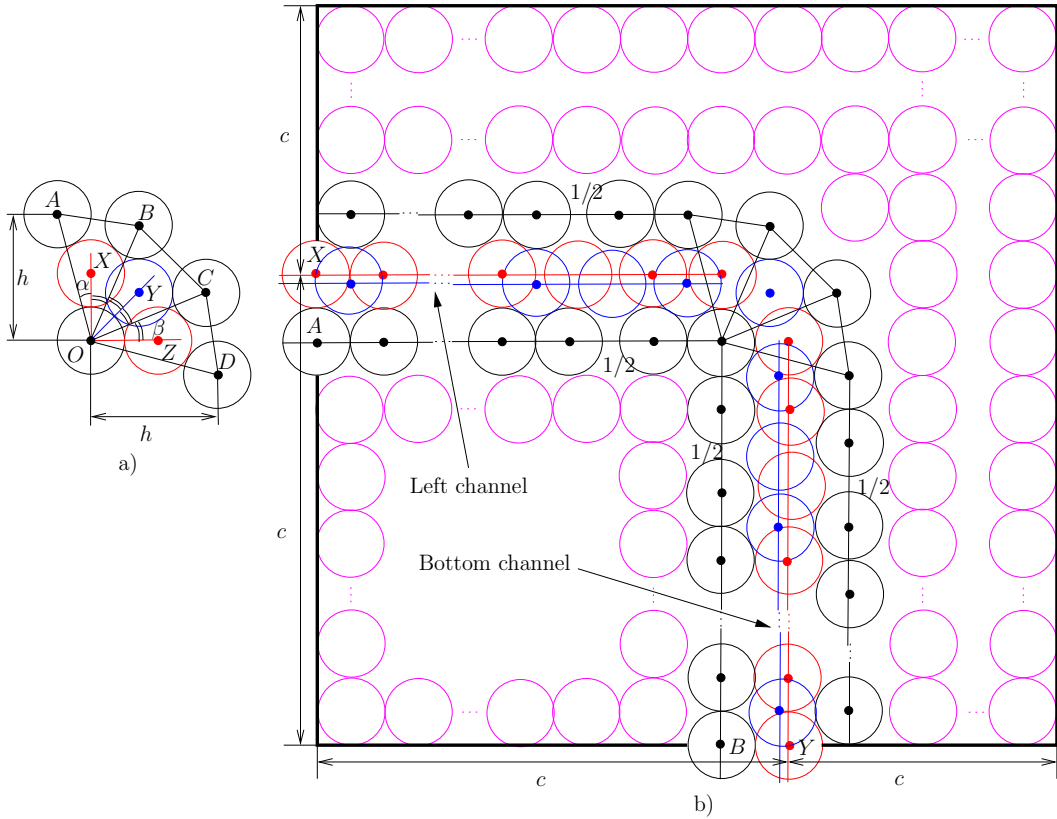 c
1/2
A
B
h
X
α
Y
C
β
O
Z
D
h
a)
X
A
1/2
1/2
1/2
Left channel
c
Bottom channel
B
Y
c
c
b)